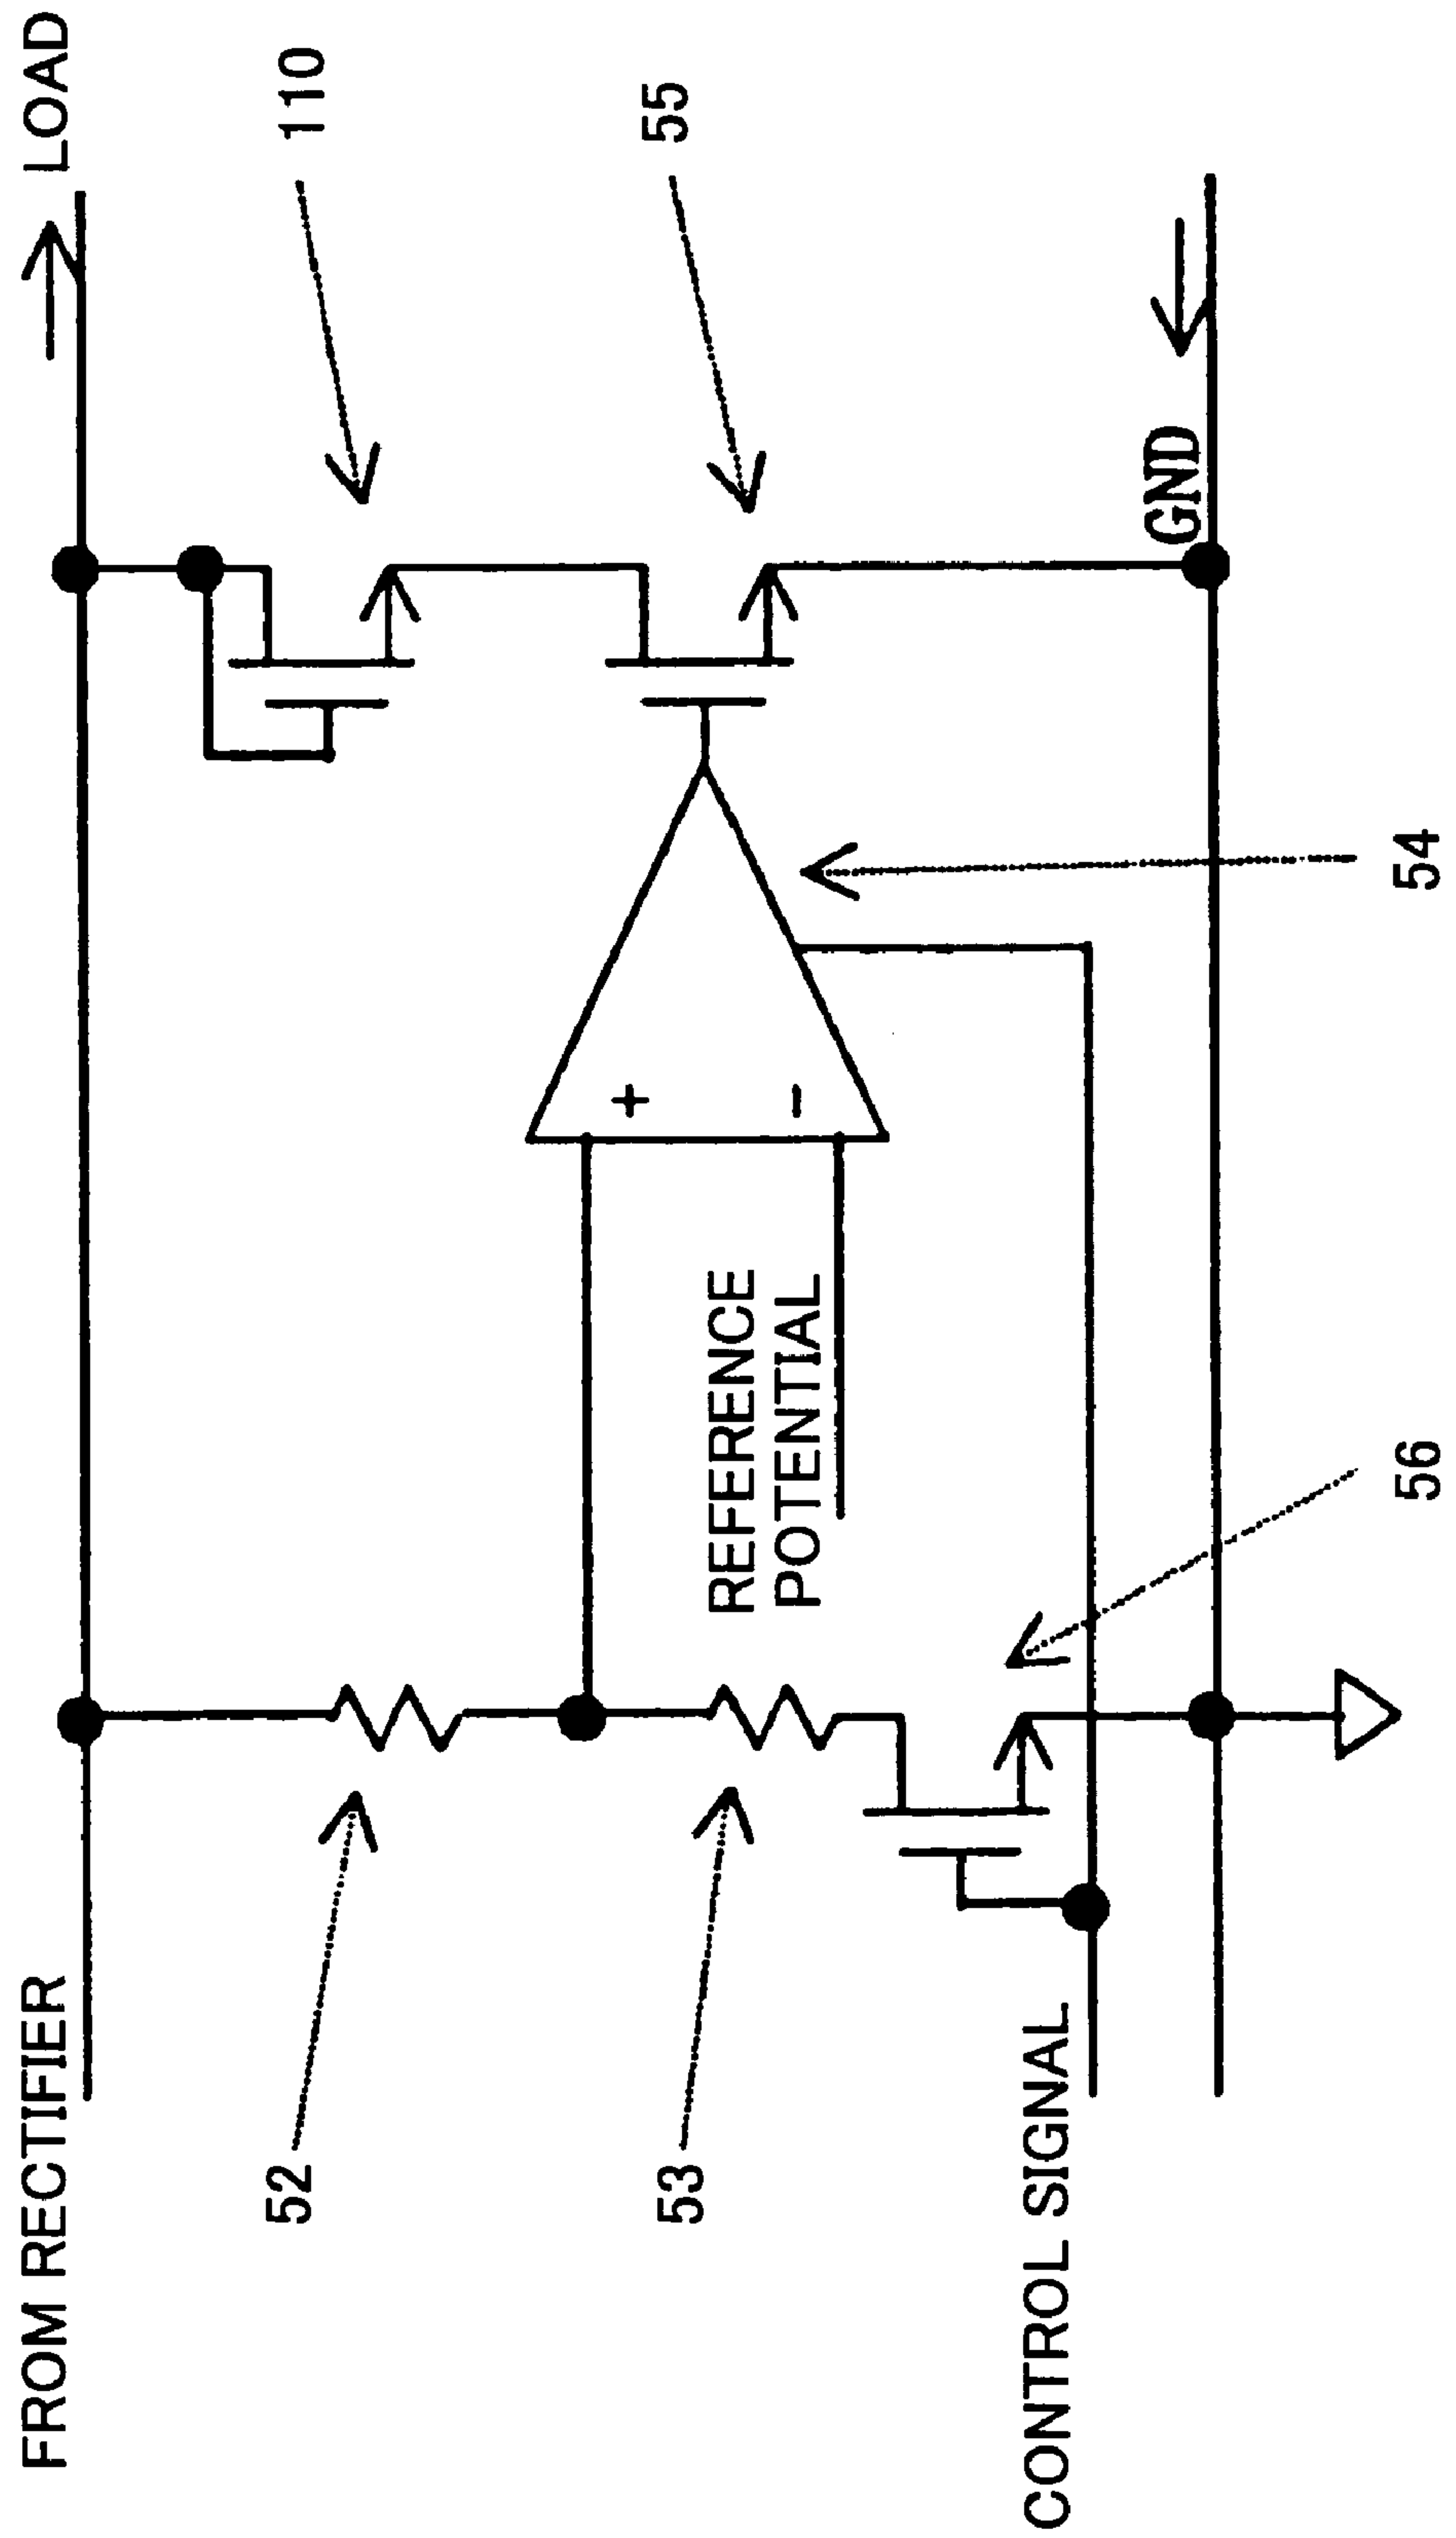 FROM RECTIFIER
LOAD
52
110
53
55
+
-
REFERENCE
POTENTIAL
CONTROL SIGNAL
GND
56
54